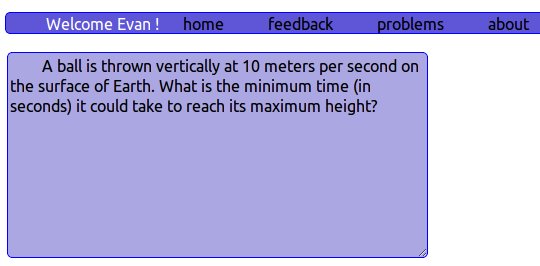 Welcome Evan ! home feedback problems about
A ball is thrown vertically at 10 meters per second on
the surface of Earth. What is the minimum time (in
seconds) it could take to reach its maximum height?